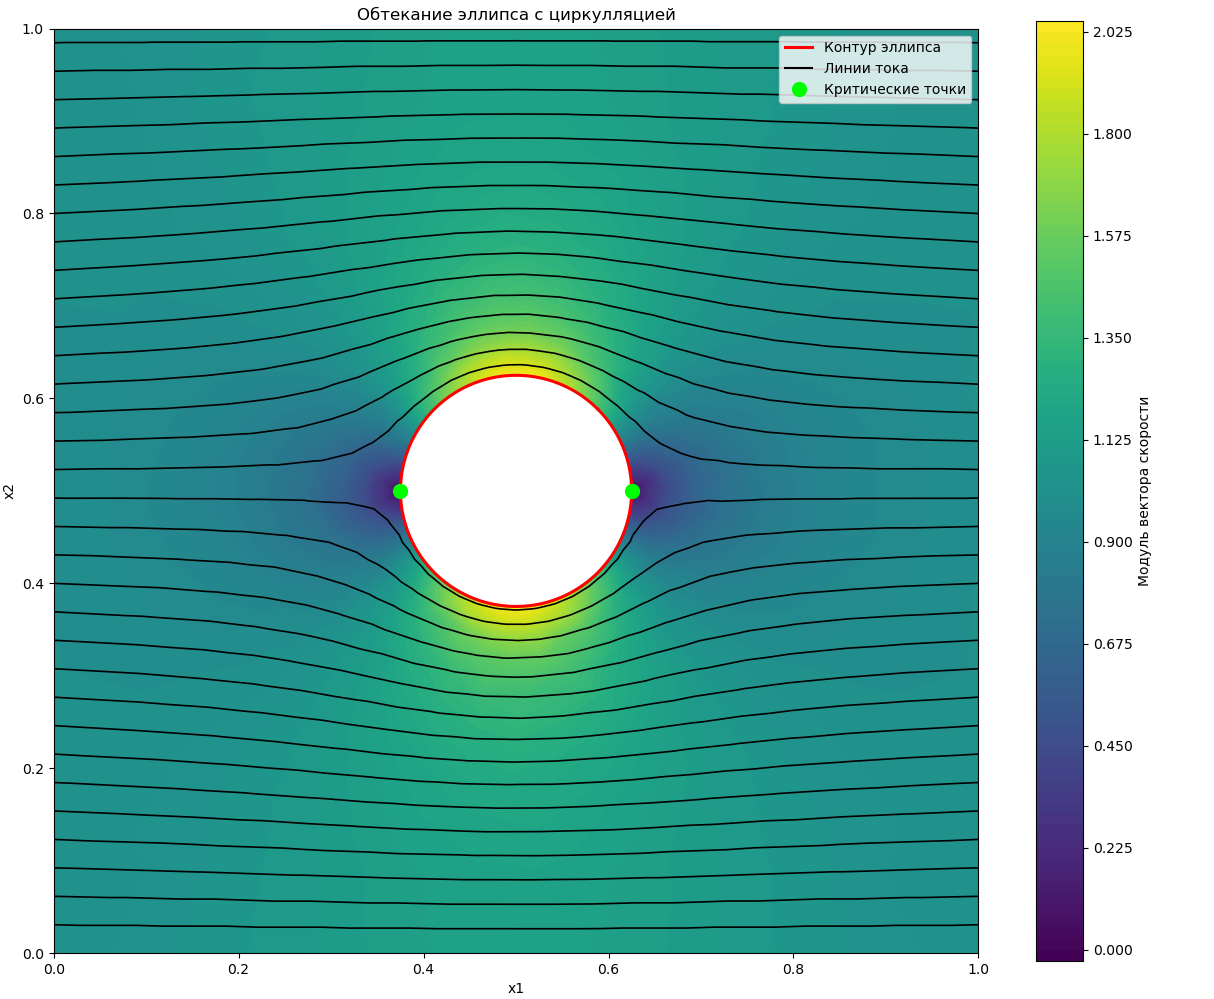 Обтекание эллипса с циркулляцией
Контур эллипса
Линии тока
Критические точки
1.0
0.8
0.6
0.4
0.2
0.0
x2
0.0 0.2 0.4 0.6 0.8 1.0
x1
2.025
1.800
1.575
1.350
1.125
0.900
0.675
0.450
0.225
0.000
Модуль вектора скорости